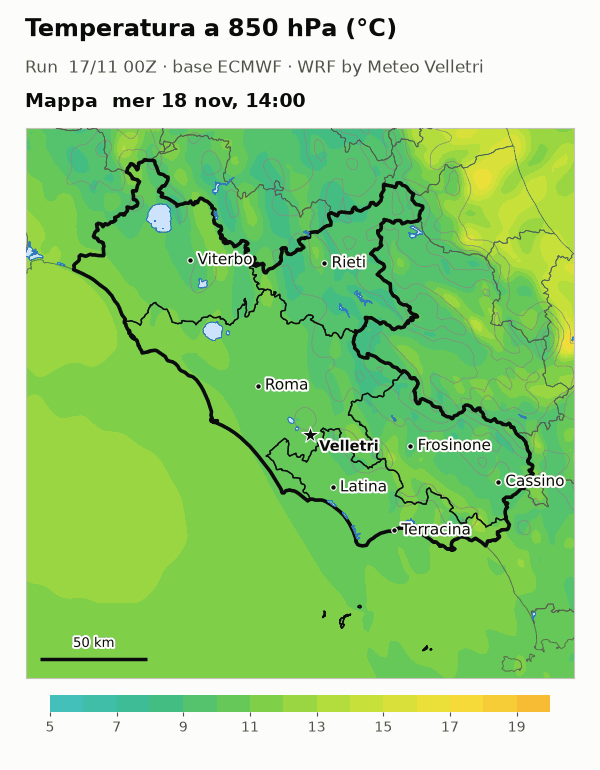 Temperatura a 850 hPa (°C)
Run  17/11 00Z · base ECMWF · WRF by Meteo Velletri
Mappa  mer 18 nov, 14:00
Viterbo
Rieti
Roma
Velletri
Frosinone
Latina
Cassino
Terracina
50 km
5 7 9 11 13 15 17 19